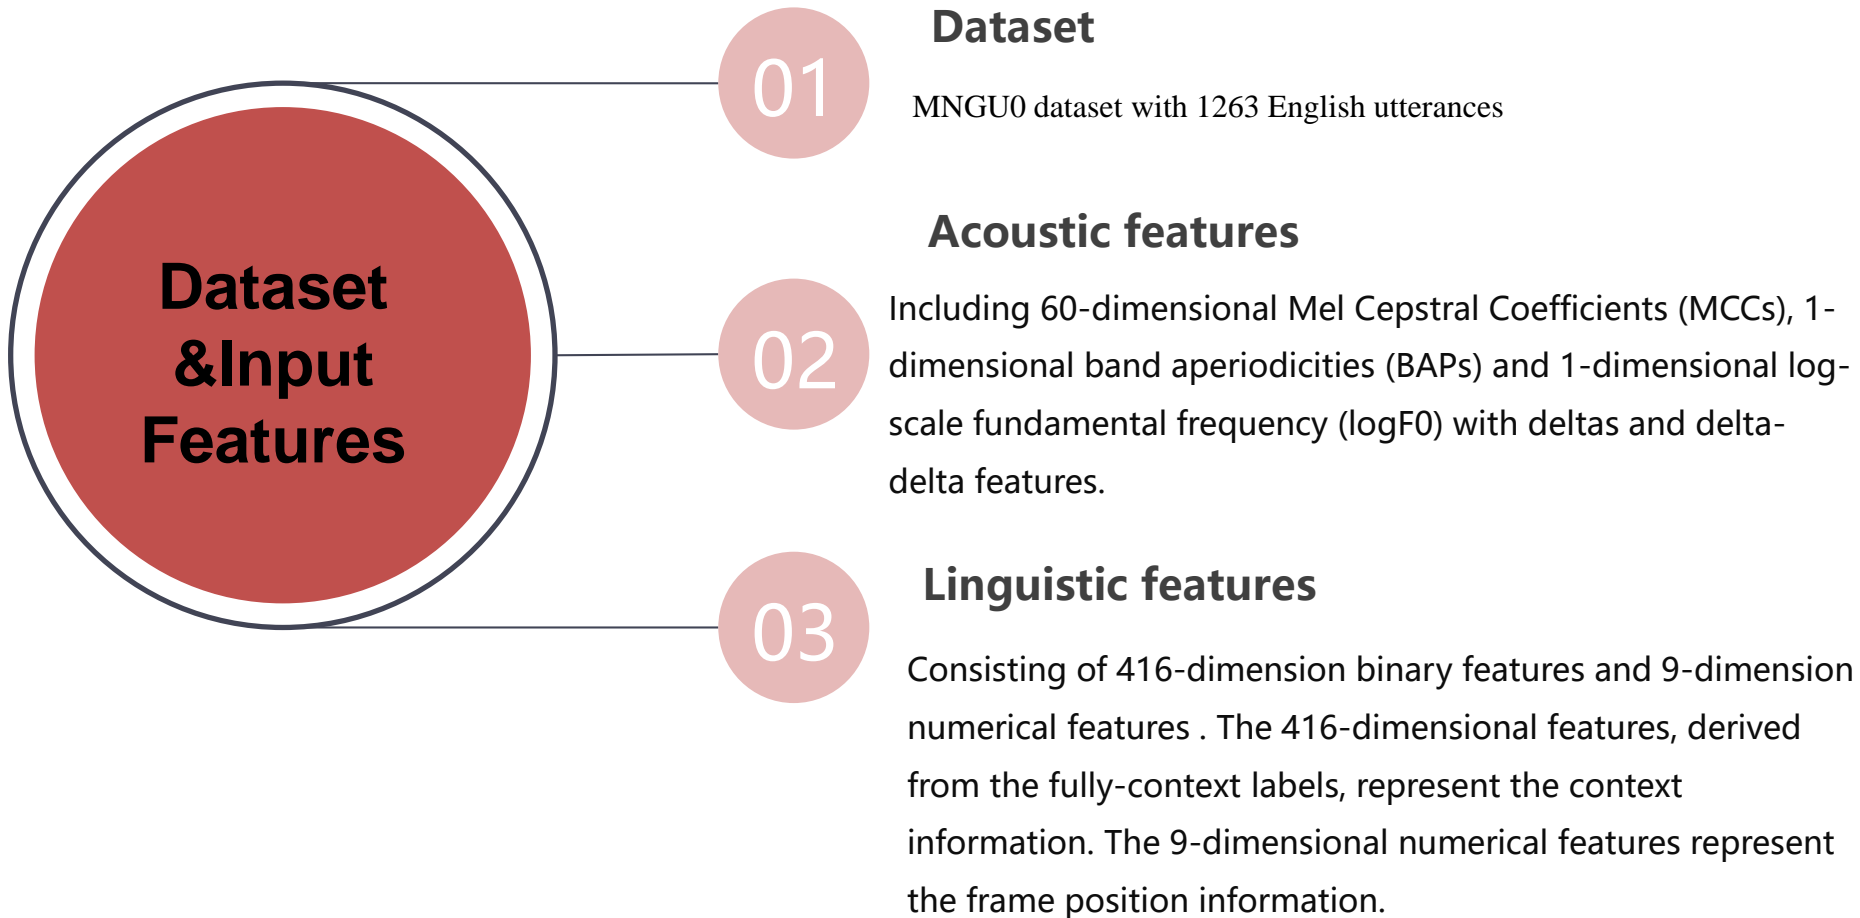 Dataset
&Input
Features
01
Dataset
MNGU0 dataset with 1263 English utterances
02
Acoustic features
Including 60-dimensional Mel Cepstral Coefficients (MCCs), 1-
dimensional band aperiodicities (BAPs) and 1-dimensional log-
scale fundamental frequency (logF0) with deltas and delta-
delta features.
03
Linguistic features
Consisting of 416-dimension binary features and 9-dimension
numerical features . The 416-dimensional features, derived
from the fully-context labels, represent the context
information. The 9-dimensional numerical features represent
the frame position information.